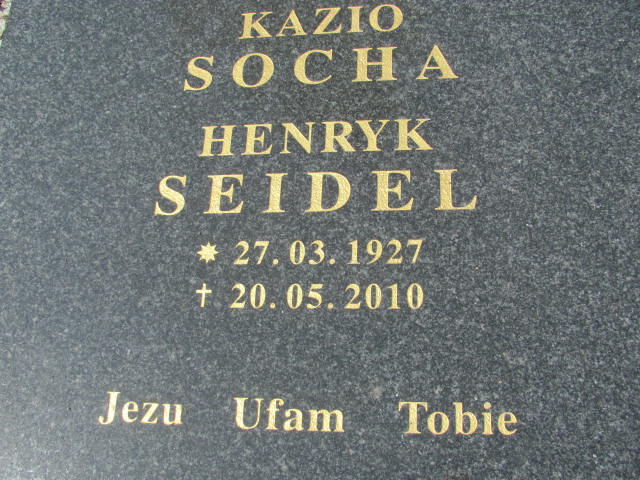 KAZIO
SOCHA
HENRYK
SEIDEL
* 27. 03. 1927
† 20. 05. 2010
Jezu Ufam Tobie